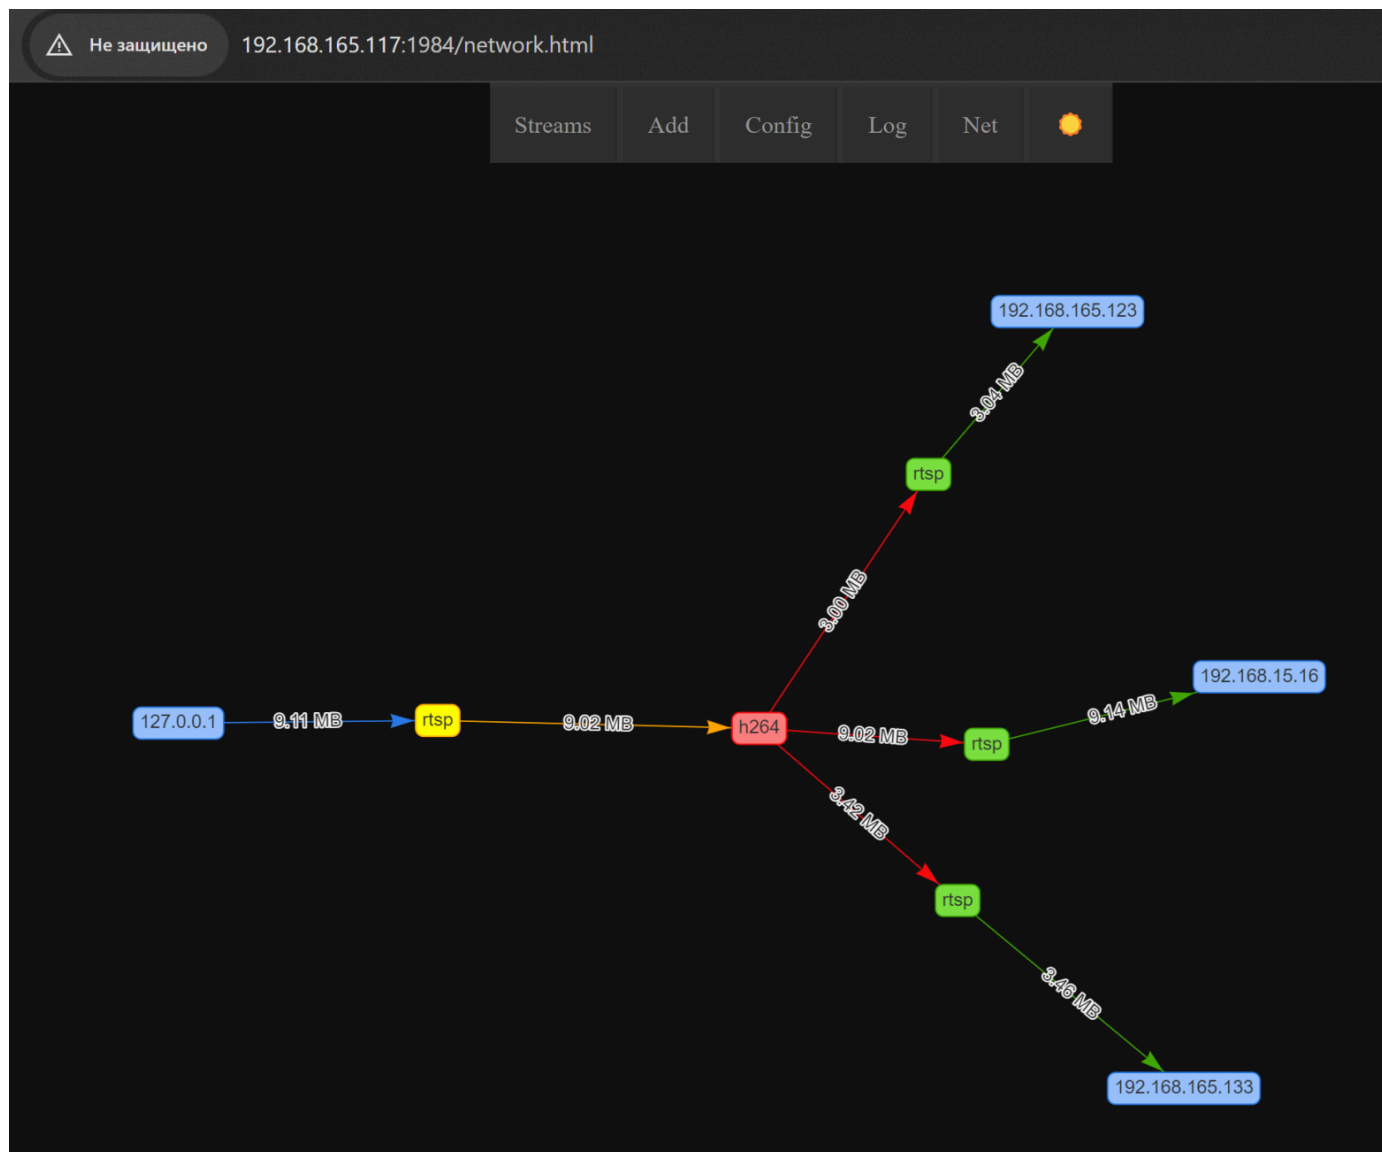 Не защищено 192.168.165.117:1984/network.html
Streams Add Config Log Net
192.168.165.123
3.04 MB
rtsp
3.00 MB
192.168.15.16
9.14 MB
127.0.0.1 9.11 MB rtsp 9.02 MB h264 9.02 MB rtsp
3.42 MB
rtsp
3.46 MB
192.168.165.133